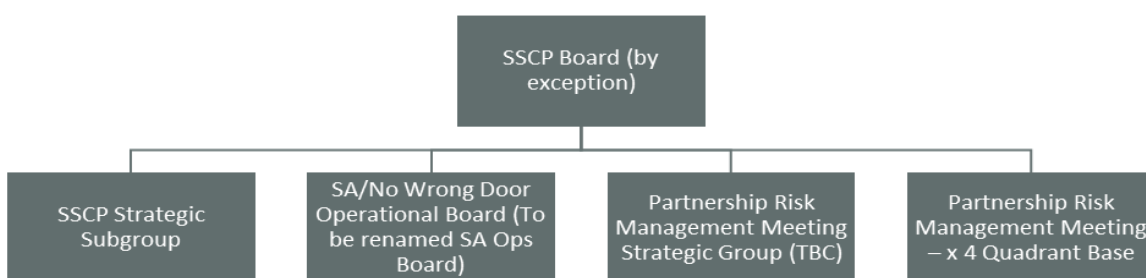 SSCP Board (by
exception)
SSCP Strategic
Subgroup
SA/No Wrong Door
Operational Board (To
be renamed SA Ops
Board)
Partnership Risk
Management Meeting
Strategic Group (TBC)
Partnership Risk
Management Meeting
– x 4 Quadrant Base